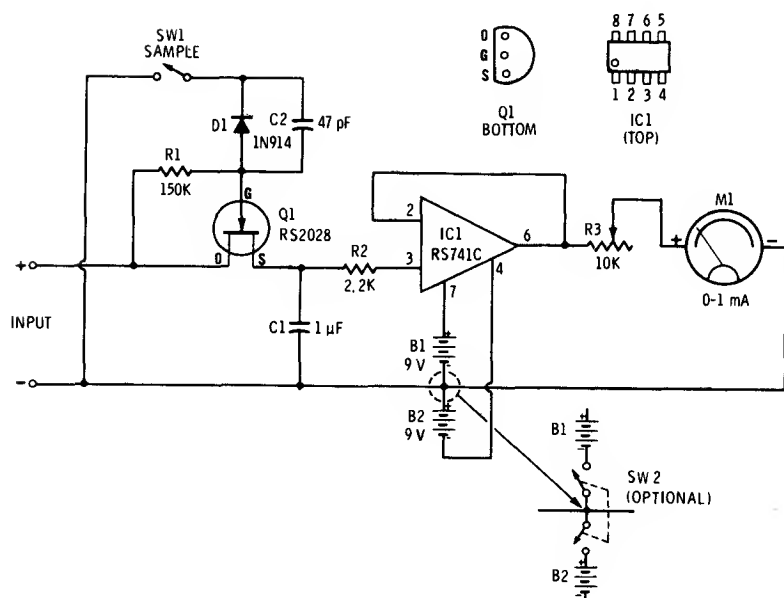 SW1
SAMPLE
D1
1N914
C2
47 pF
R1
150K
G
Q1
RS2028
O
S
+
INPUT
-
C1
1 µF
R2
2.2K
2
3
IC1
RS741C
6
4
7
R3
10K
M1
+
-
0-1 mA
O
G
S
Q1
BOTTOM
8 7 6 5
1 2 3 4
IC1
(TOP)
+
B1
9 V
-
+
B2
9 V
-
+
B1
-
SW2
(OPTIONAL)
+
B2
-